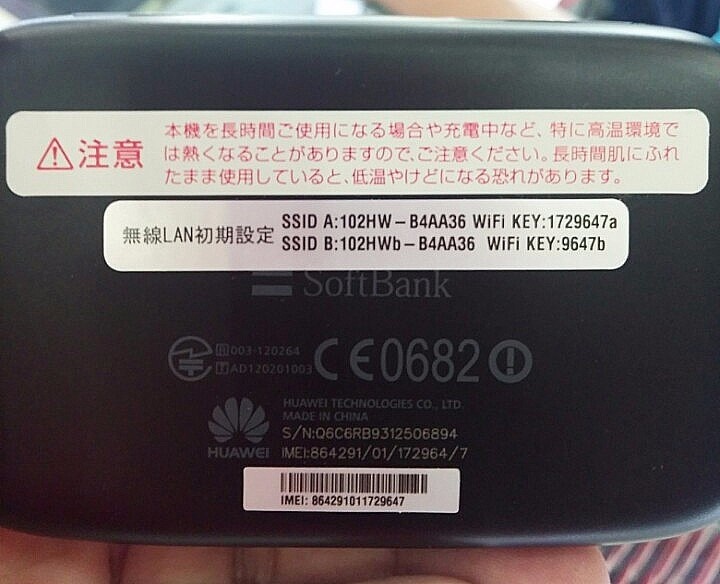 注意
本機を長時間ご使用になる場合や充電中など、特に高温環境で
は熱くなることがありますので、ご注意ください。長時間肌にふれ
たまま使用していると、低温やけどになる恐れがあります。
無線LAN初期設定
SSID A:102HW－B4AA36 WiFi KEY:1729647a
SSID B:102HWb－B4AA36 WiFi KEY:9647b
SoftBank
R 003-120264
T AD120201003
CE0682
HUAWEI
HUAWEI TECHNOLOGIES CO., LTD.
MADE IN CHINA
S/N:Q6C6RB9312506894
IMEI:864291/01/172964/7
IMEI: 864291011729647